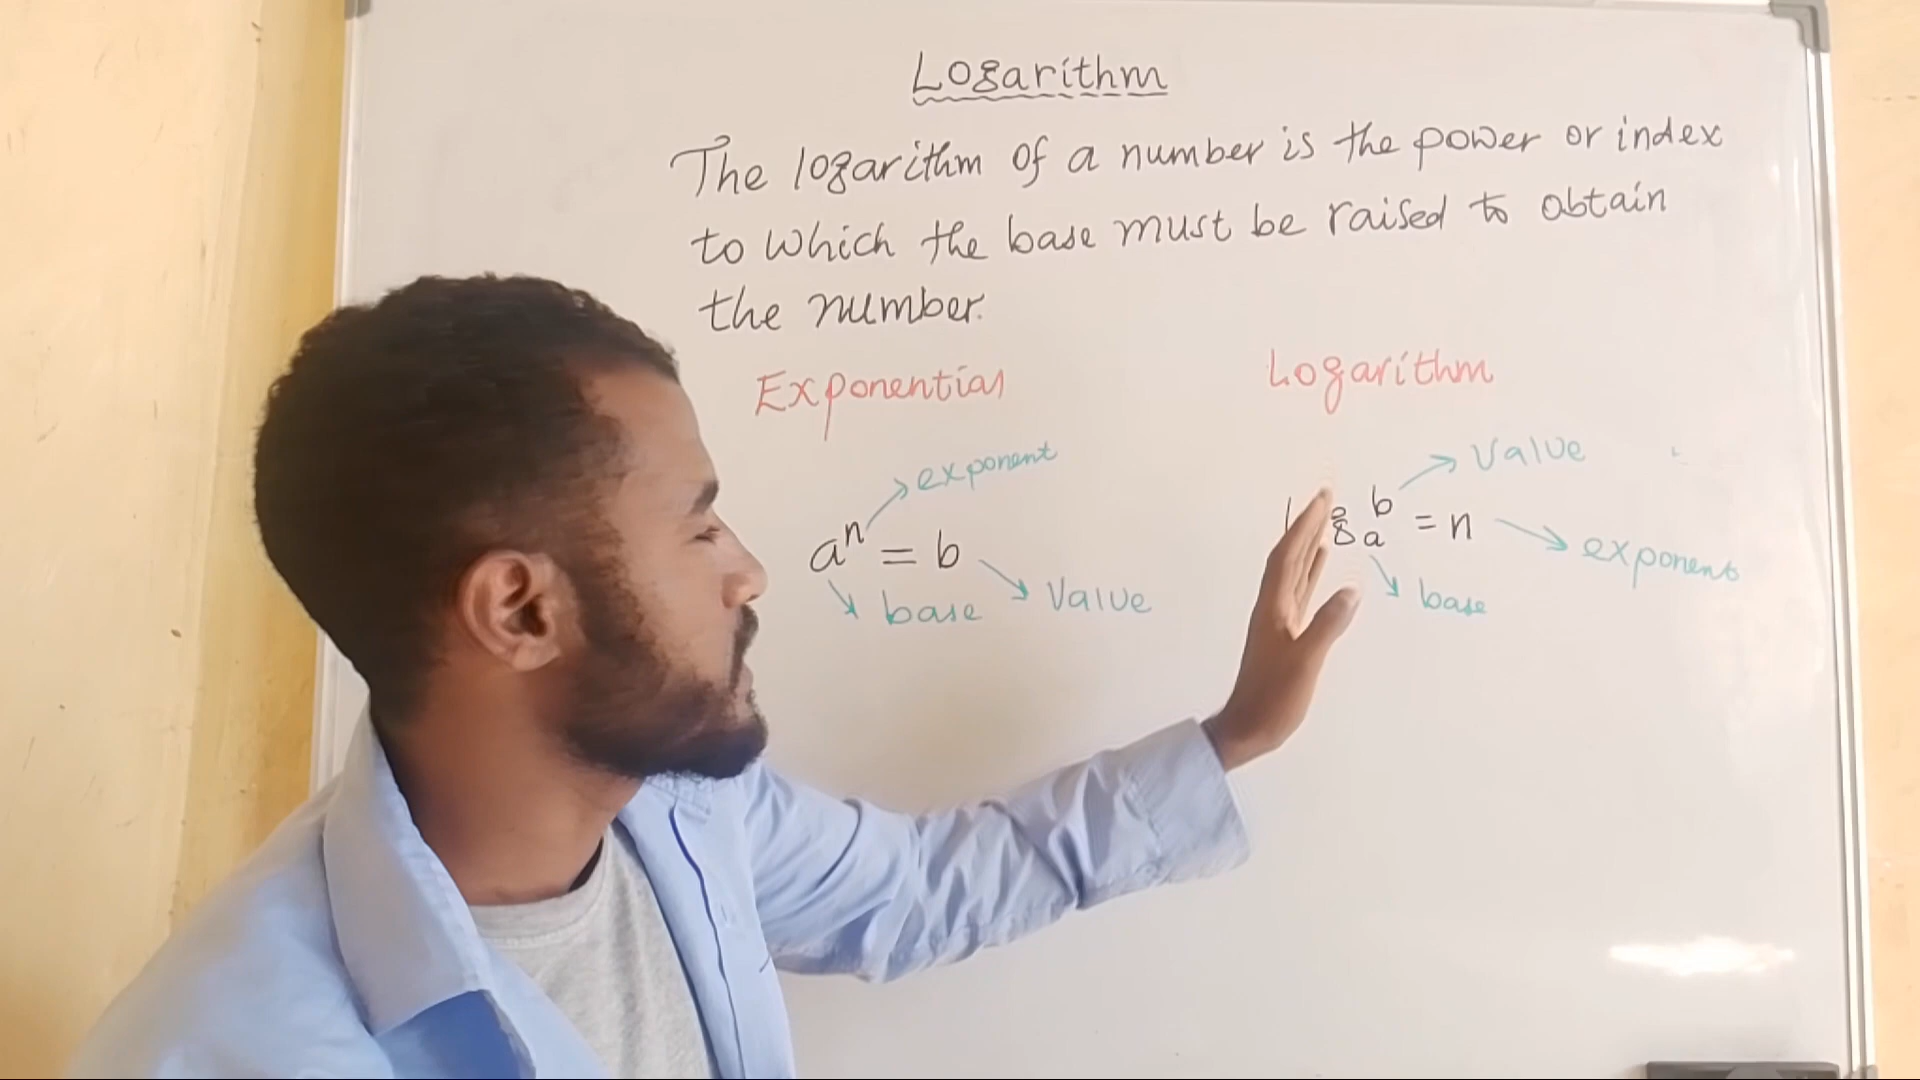 Logarithm
The logarithm of a number is the power or index
to which the base must be raised to obtain
the number.
Exponential
Logarithm
exponent
aⁿ = b
base
value
value
b
a = n
exponent
base